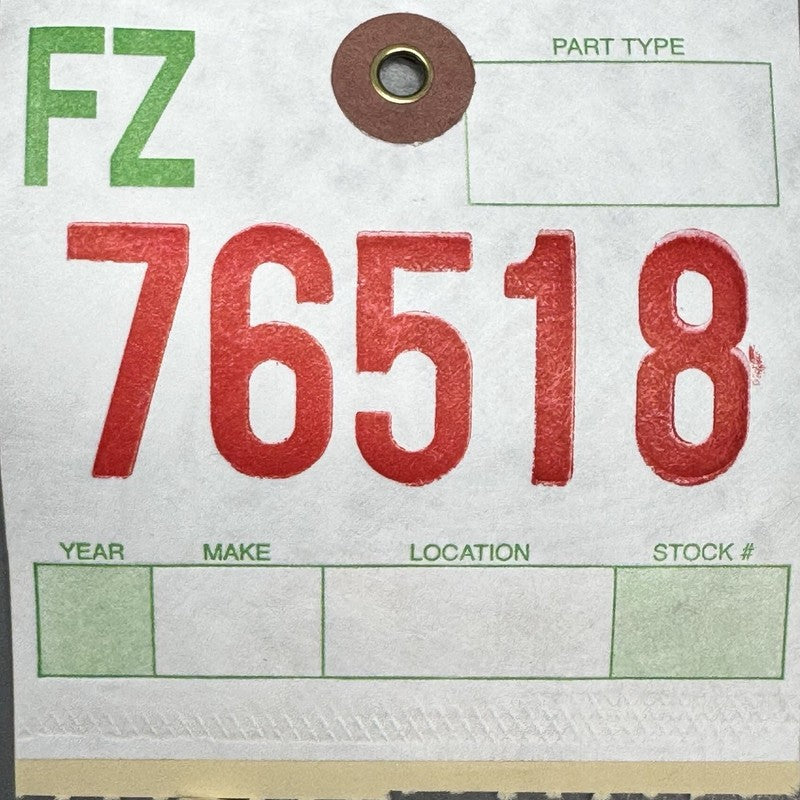 FZ
PART TYPE
76518
YEAR MAKE LOCATION STOCK #